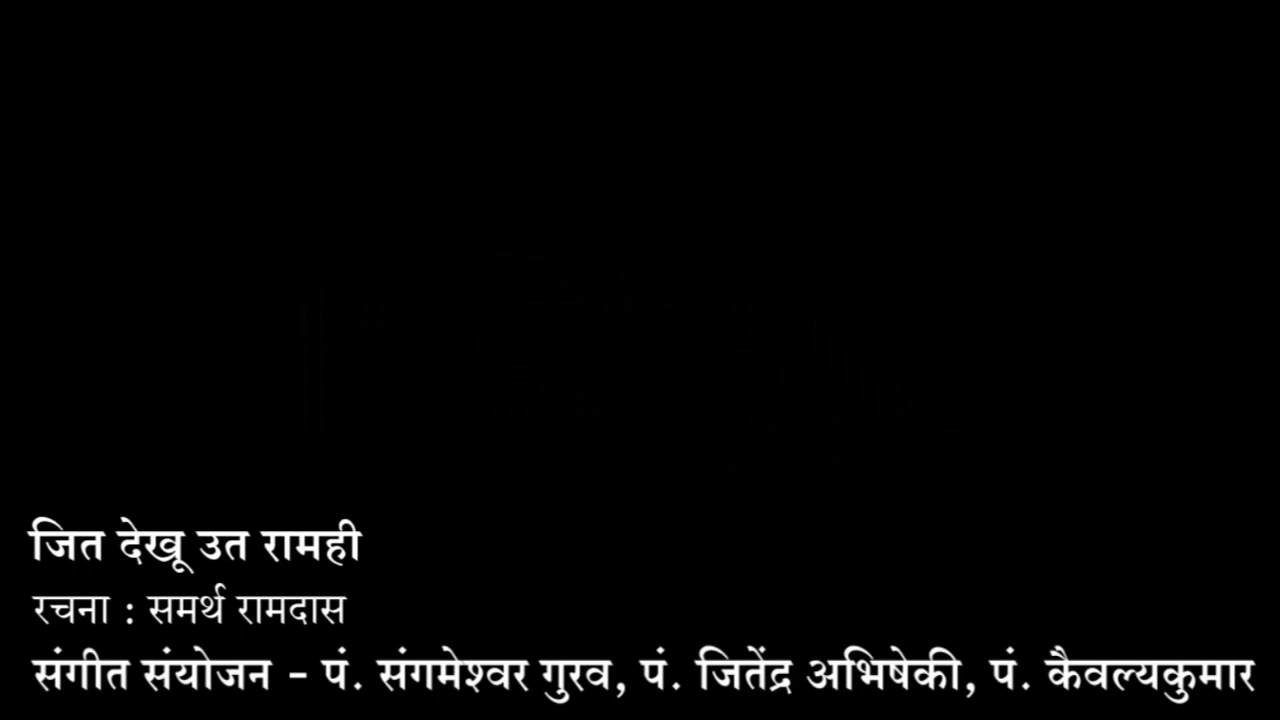 जित देखू उत रामही
रचना : समर्थ रामदास
संगीत संयोजन - पं. संगमेश्वर गुरव, पं. जितेंद्र अभिषेकी, पं. कैवल्यकुमार